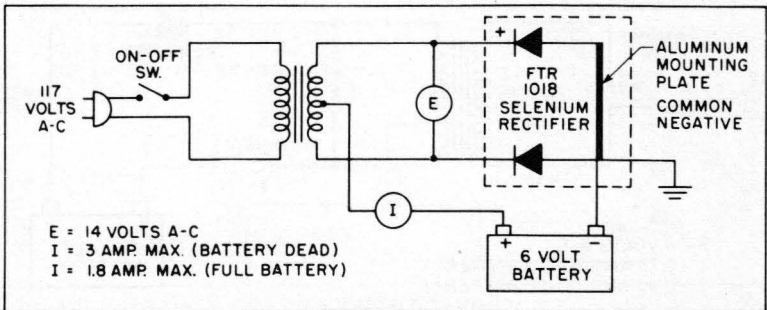 ON-OFF
SW.
117
VOLTS
A-C
E
+
FTR
1018
SELENIUM
RECTIFIER
ALUMINUM
MOUNTING
PLATE
COMMON
NEGATIVE
I
E = 14 VOLTS A-C
I = 3 AMP. MAX. (BATTERY DEAD)
I = 1.8 AMP. MAX. (FULL BATTERY)
+ -
6 VOLT
BATTERY